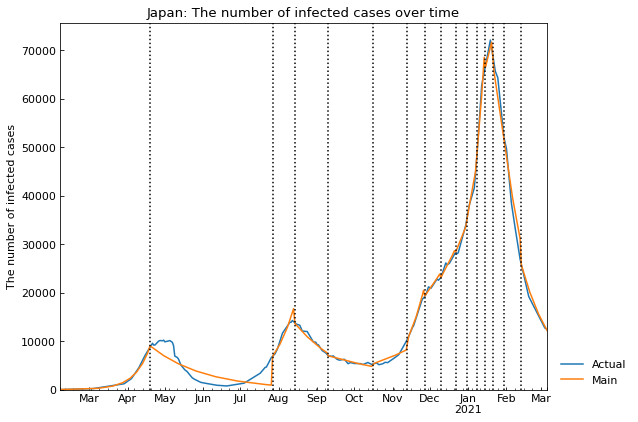 Japan: The number of infected cases over time
The number of infected cases
70000
60000
50000
40000
30000
20000
10000
0
Mar Apr May Jun Jul Aug Sep Oct Nov Dec Jan Feb Mar
2021
Actual
Main